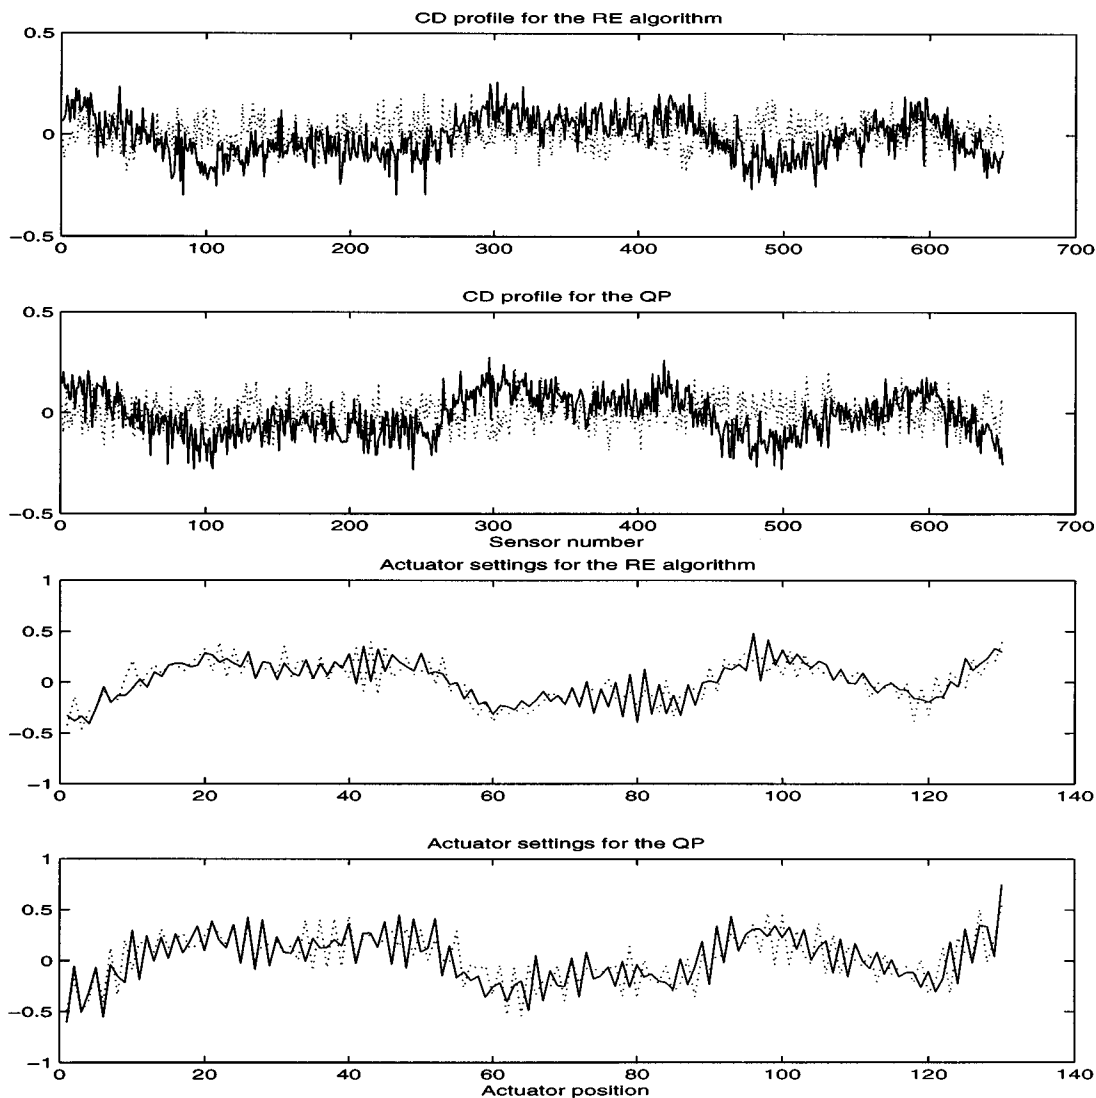 CD profile for the RE algorithm
0.5
0
−0.5
0 100 200 300 400 500 600 700
CD profile for the QP
0.5
0
−0.5
0 100 200 300 400 500 600 700
Sensor number
Actuator settings for the RE algorithm
1
0.5
0
−0.5
−1
0 20 40 60 80 100 120 140
Actuator settings for the QP
1
0.5
0
−0.5
−1
0 20 40 60 80 100 120 140
Actuator position